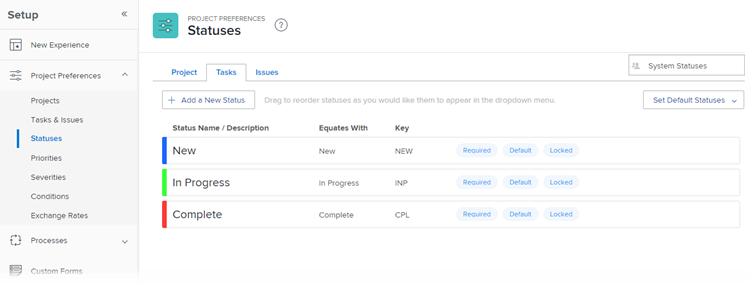 Setup
New Experience
Project Preferences
Projects
Tasks & Issues
Statuses
Priorities
Severities
Conditions
Exchange Rates
Processes
Custom Forms
PROJECT PREFERENCES
Statuses
?
Project Tasks Issues
System Statuses
+ Add a New Status Drag to reorder statuses as you would like them to appear in the dropdown menu. Set Default Statuses
Status Name / Description Equates With Key
New New NEW Required Default Locked
In Progress In Progress INP Required Default Locked
Complete Complete CPL Required Default Locked